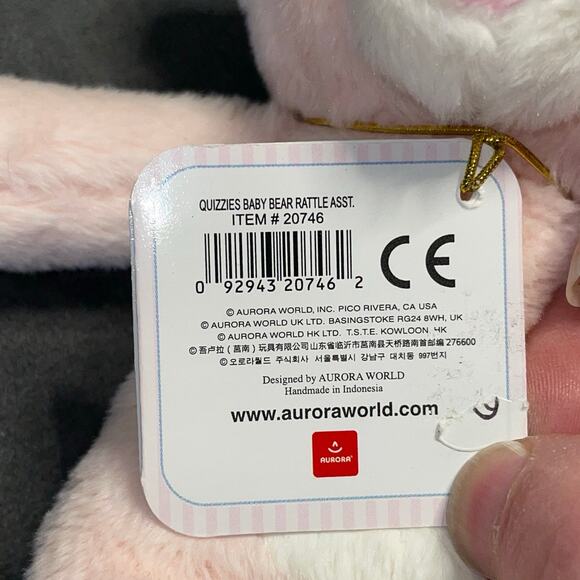 QUIZZIES BABY BEAR RATTLE ASST.
ITEM # 20746
0 92943 20746 2
CE
© AURORA WORLD, INC. PICO RIVERA, CA USA
© AURORA WORLD UK LTD. BASINGSTOKE RG24 8WH, UK
© AURORA WORLD HK LTD. T.S.T.E. KOWLOON, HK
© 吾卢拉（莒南）玩具有限公司山东省临沂市莒南县天桥路南首邮编 276600
© 오로라월드 주식회사 서울특별시 강남구 대치동 997번지
Designed by AURORA WORLD
Handmade in Indonesia
www.auroraworld.com
AURORA